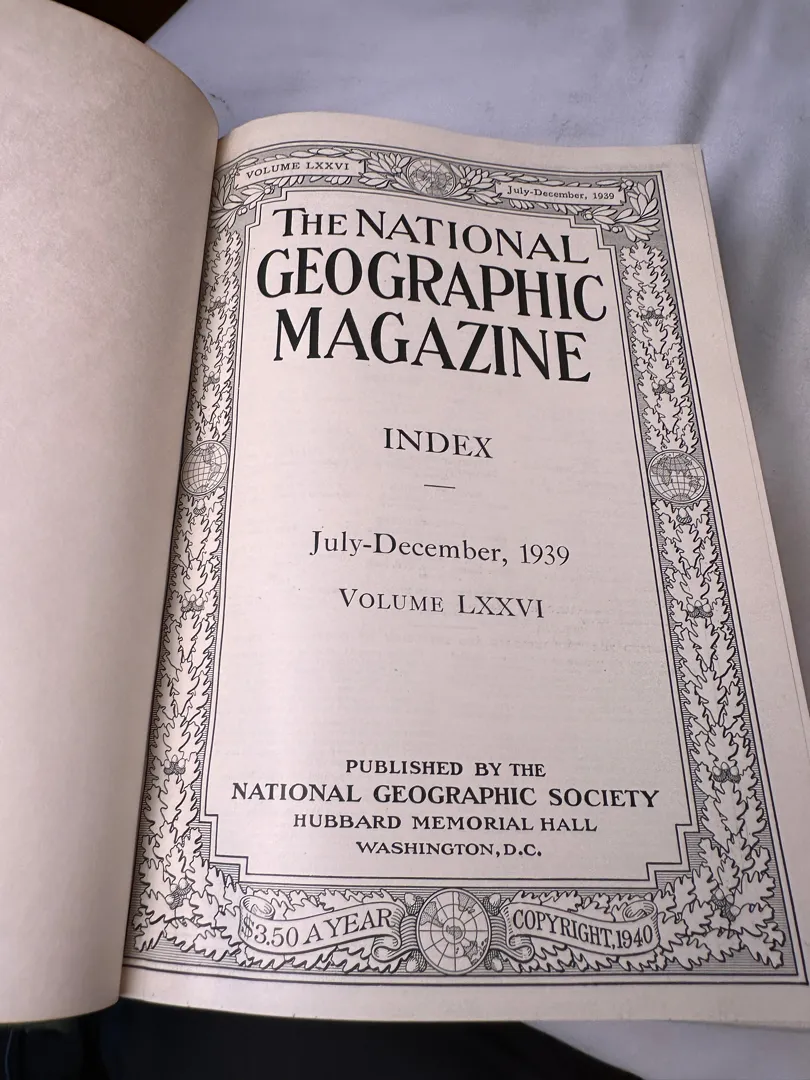 VOLUME LXXVI
July-December, 1939
THE NATIONAL
GEOGRAPHIC
MAGAZINE
INDEX
July-December, 1939
VOLUME LXXVI
PUBLISHED BY THE
NATIONAL GEOGRAPHIC SOCIETY
HUBBARD MEMORIAL HALL
WASHINGTON, D.C.
$3.50 A YEAR
COPYRIGHT, 1940